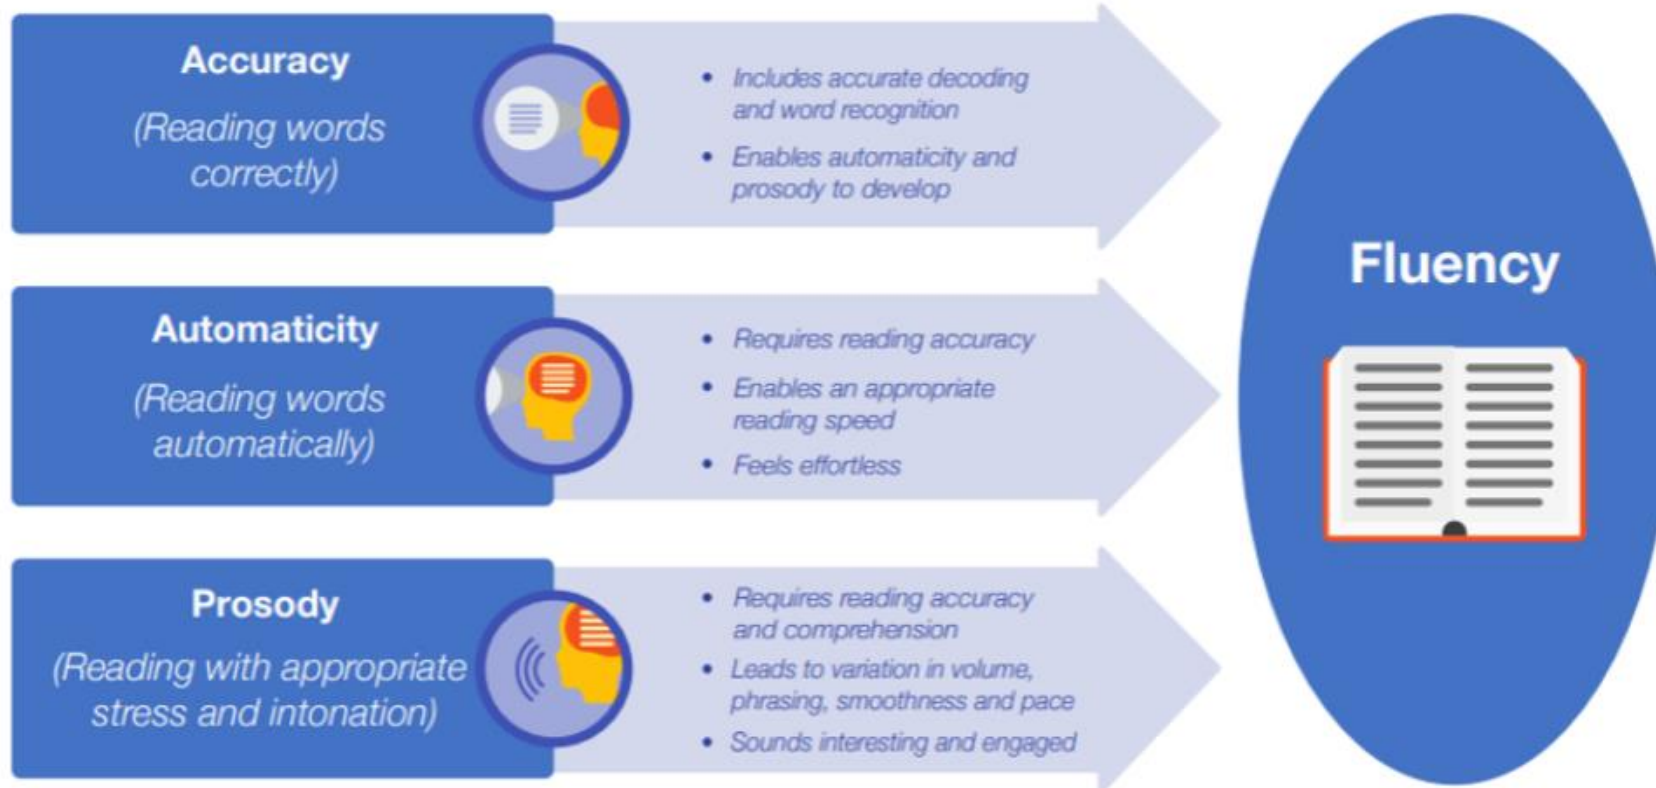 Accuracy
(Reading words
correctly)
• Includes accurate decoding
and word recognition
• Enables automaticity and
prosody to develop
Automaticity
(Reading words
automatically)
• Requires reading accuracy
• Enables an appropriate
reading speed
• Feels effortless
Prosody
(Reading with appropriate
stress and intonation)
• Requires reading accuracy
and comprehension
• Leads to variation in volume,
phrasing, smoothness and pace
• Sounds interesting and engaged
Fluency